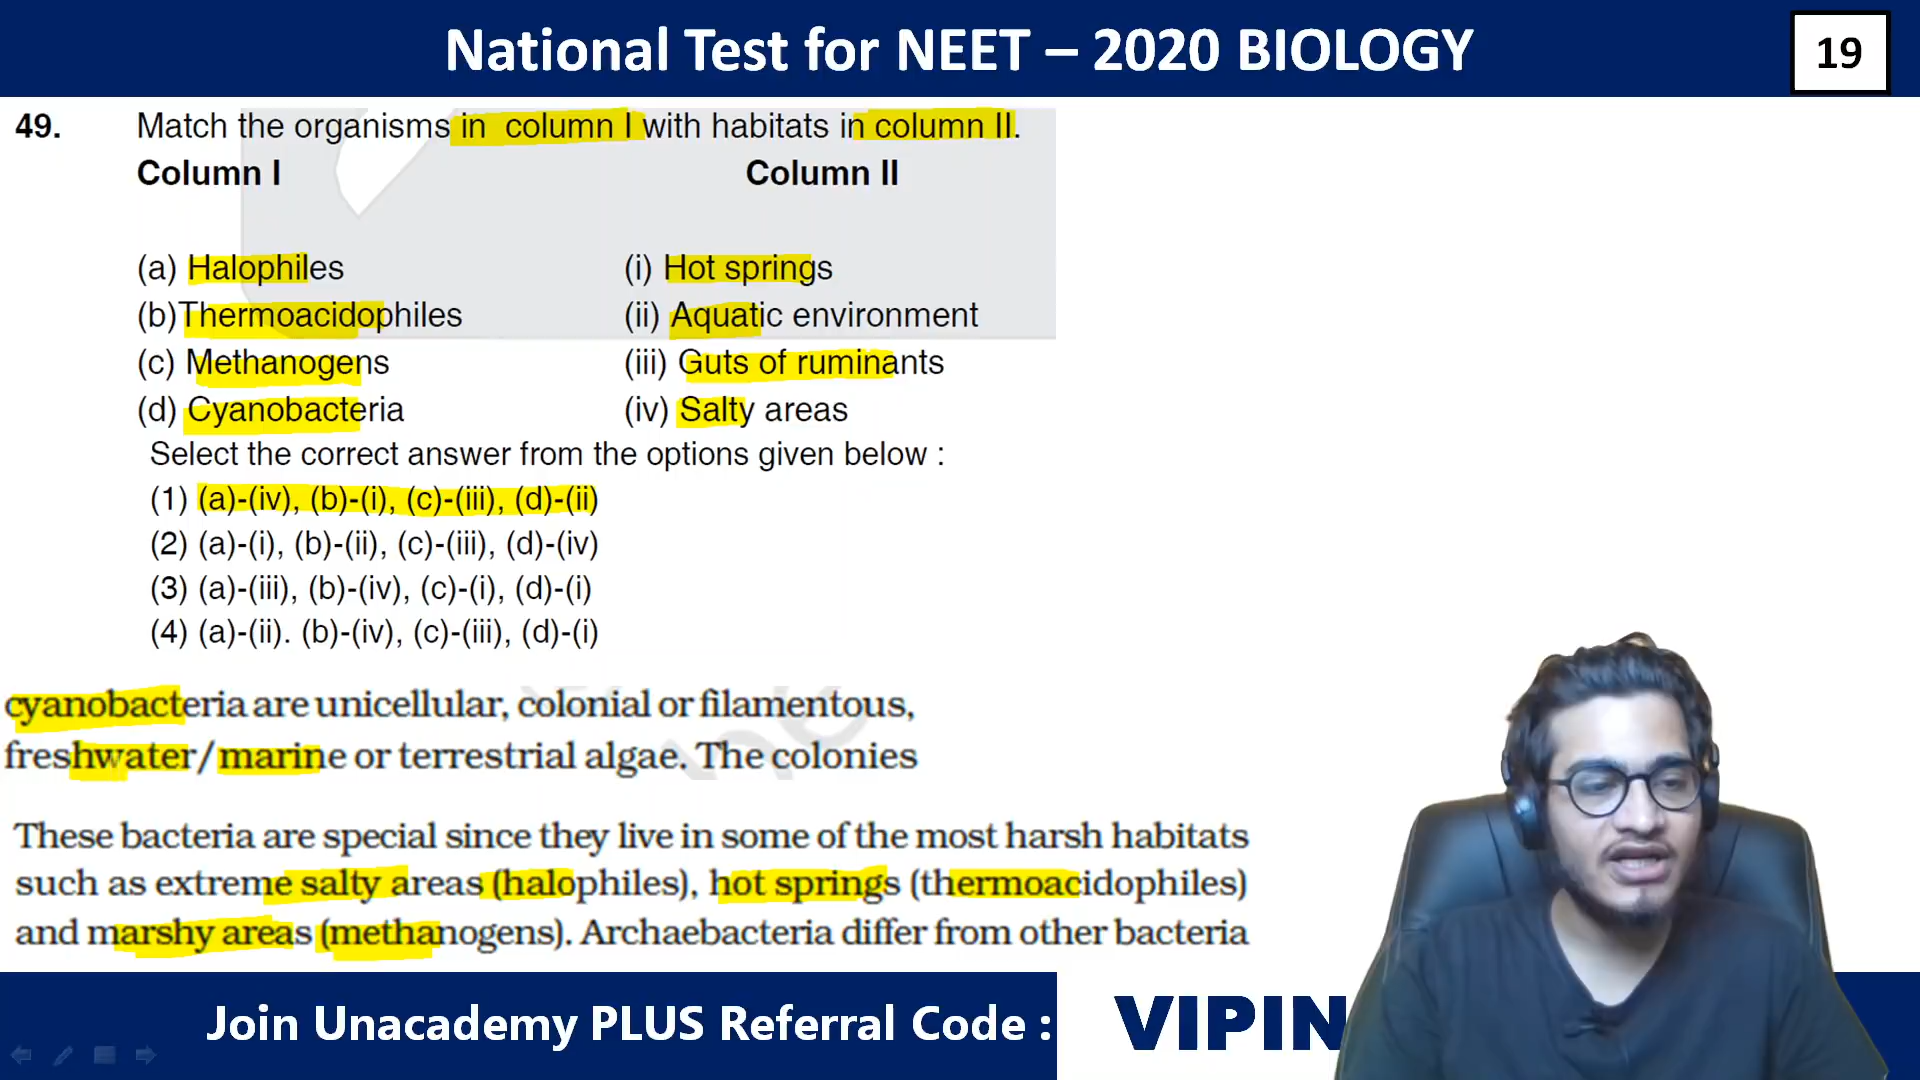 National Test for NEET – 2020 BIOLOGY
19
49. Match the organisms in column I with habitats in column II.
Column I Column II
(a) Halophiles (i) Hot springs
(b)Thermoacidophiles (ii) Aquatic environment
(c) Methanogens (iii) Guts of ruminants
(d) Cyanobacteria (iv) Salty areas
Select the correct answer from the options given below :
(1) (a)-(iv), (b)-(i), (c)-(iii), (d)-(ii)
(2) (a)-(i), (b)-(ii), (c)-(iii), (d)-(iv)
(3) (a)-(iii), (b)-(iv), (c)-(i), (d)-(i)
(4) (a)-(ii). (b)-(iv), (c)-(iii), (d)-(i)
cyanobacteria are unicellular, colonial or filamentous,
freshwater/marine or terrestrial algae. The colonies
These bacteria are special since they live in some of the most harsh habitats
such as extreme salty areas (halophiles), hot springs (thermoacidophiles)
and marshy areas (methanogens). Archaebacteria differ from other bacteria
Join Unacademy PLUS Referral Code :
VIPIN